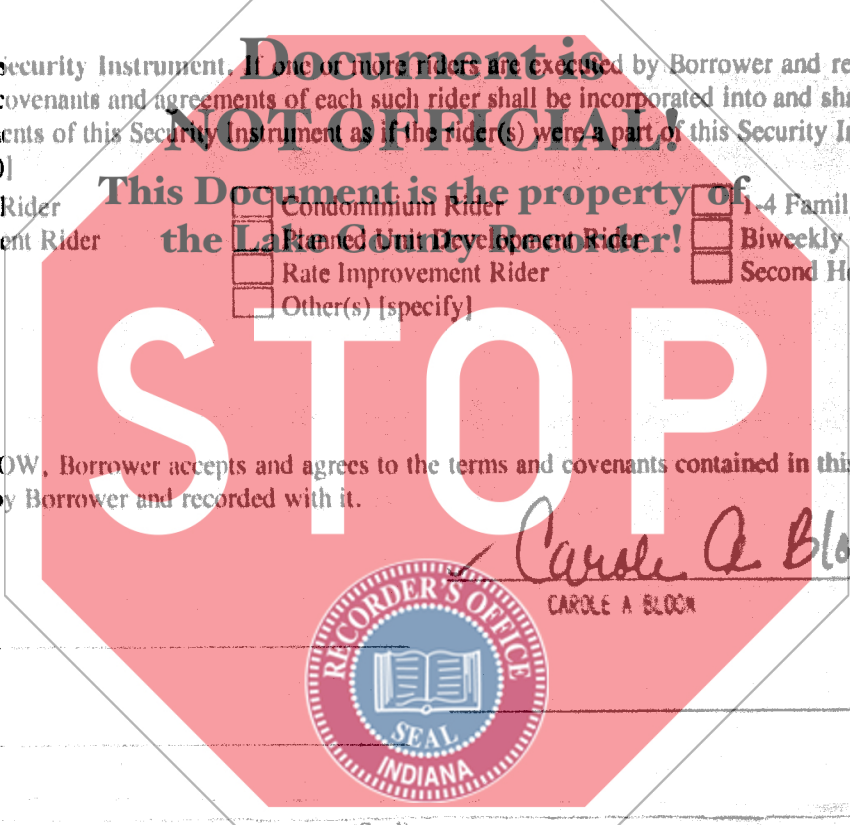 Document is
Security Instrument. If one or more riders are executed by Borrower and re
covenants and agreements of each such rider shall be incorporated into and sha
NOT OFFICIAL!
ents of this Security Instrument as if the rider(s) were a part of this Security In
)]
This Document is the property of
Rider Condominium Rider 1-4 Famil
the Lake County Recorder!
ent Rider Planned Unit Development Rider Biweekly
Rate Improvement Rider Second Ho
Other(s) [specify]
STOP
OW, Borrower accepts and agrees to the terms and covenants contained in this
y Borrower and recorded with it.
Carole A Blo
CAROLE A BLOOM
RECORDER'S OFFICE
SEAL
INDIANA